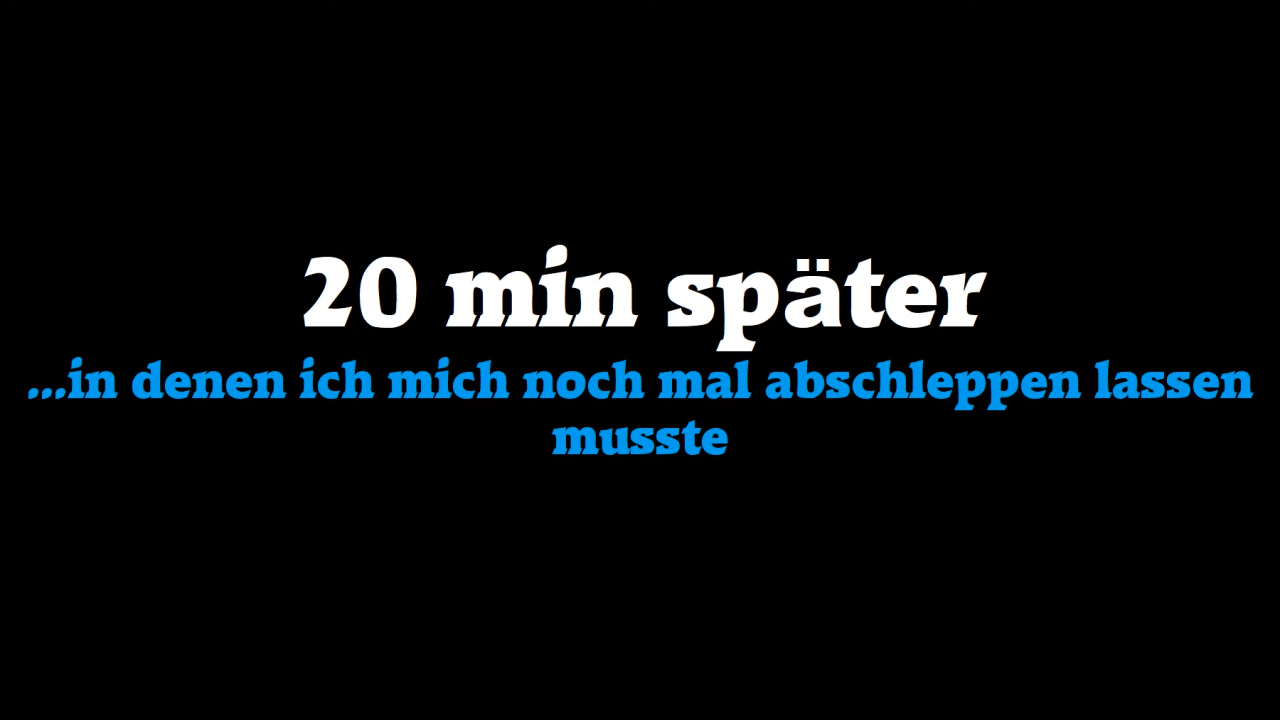 20 min später
...in denen ich mich noch mal abschleppen lassen
musste